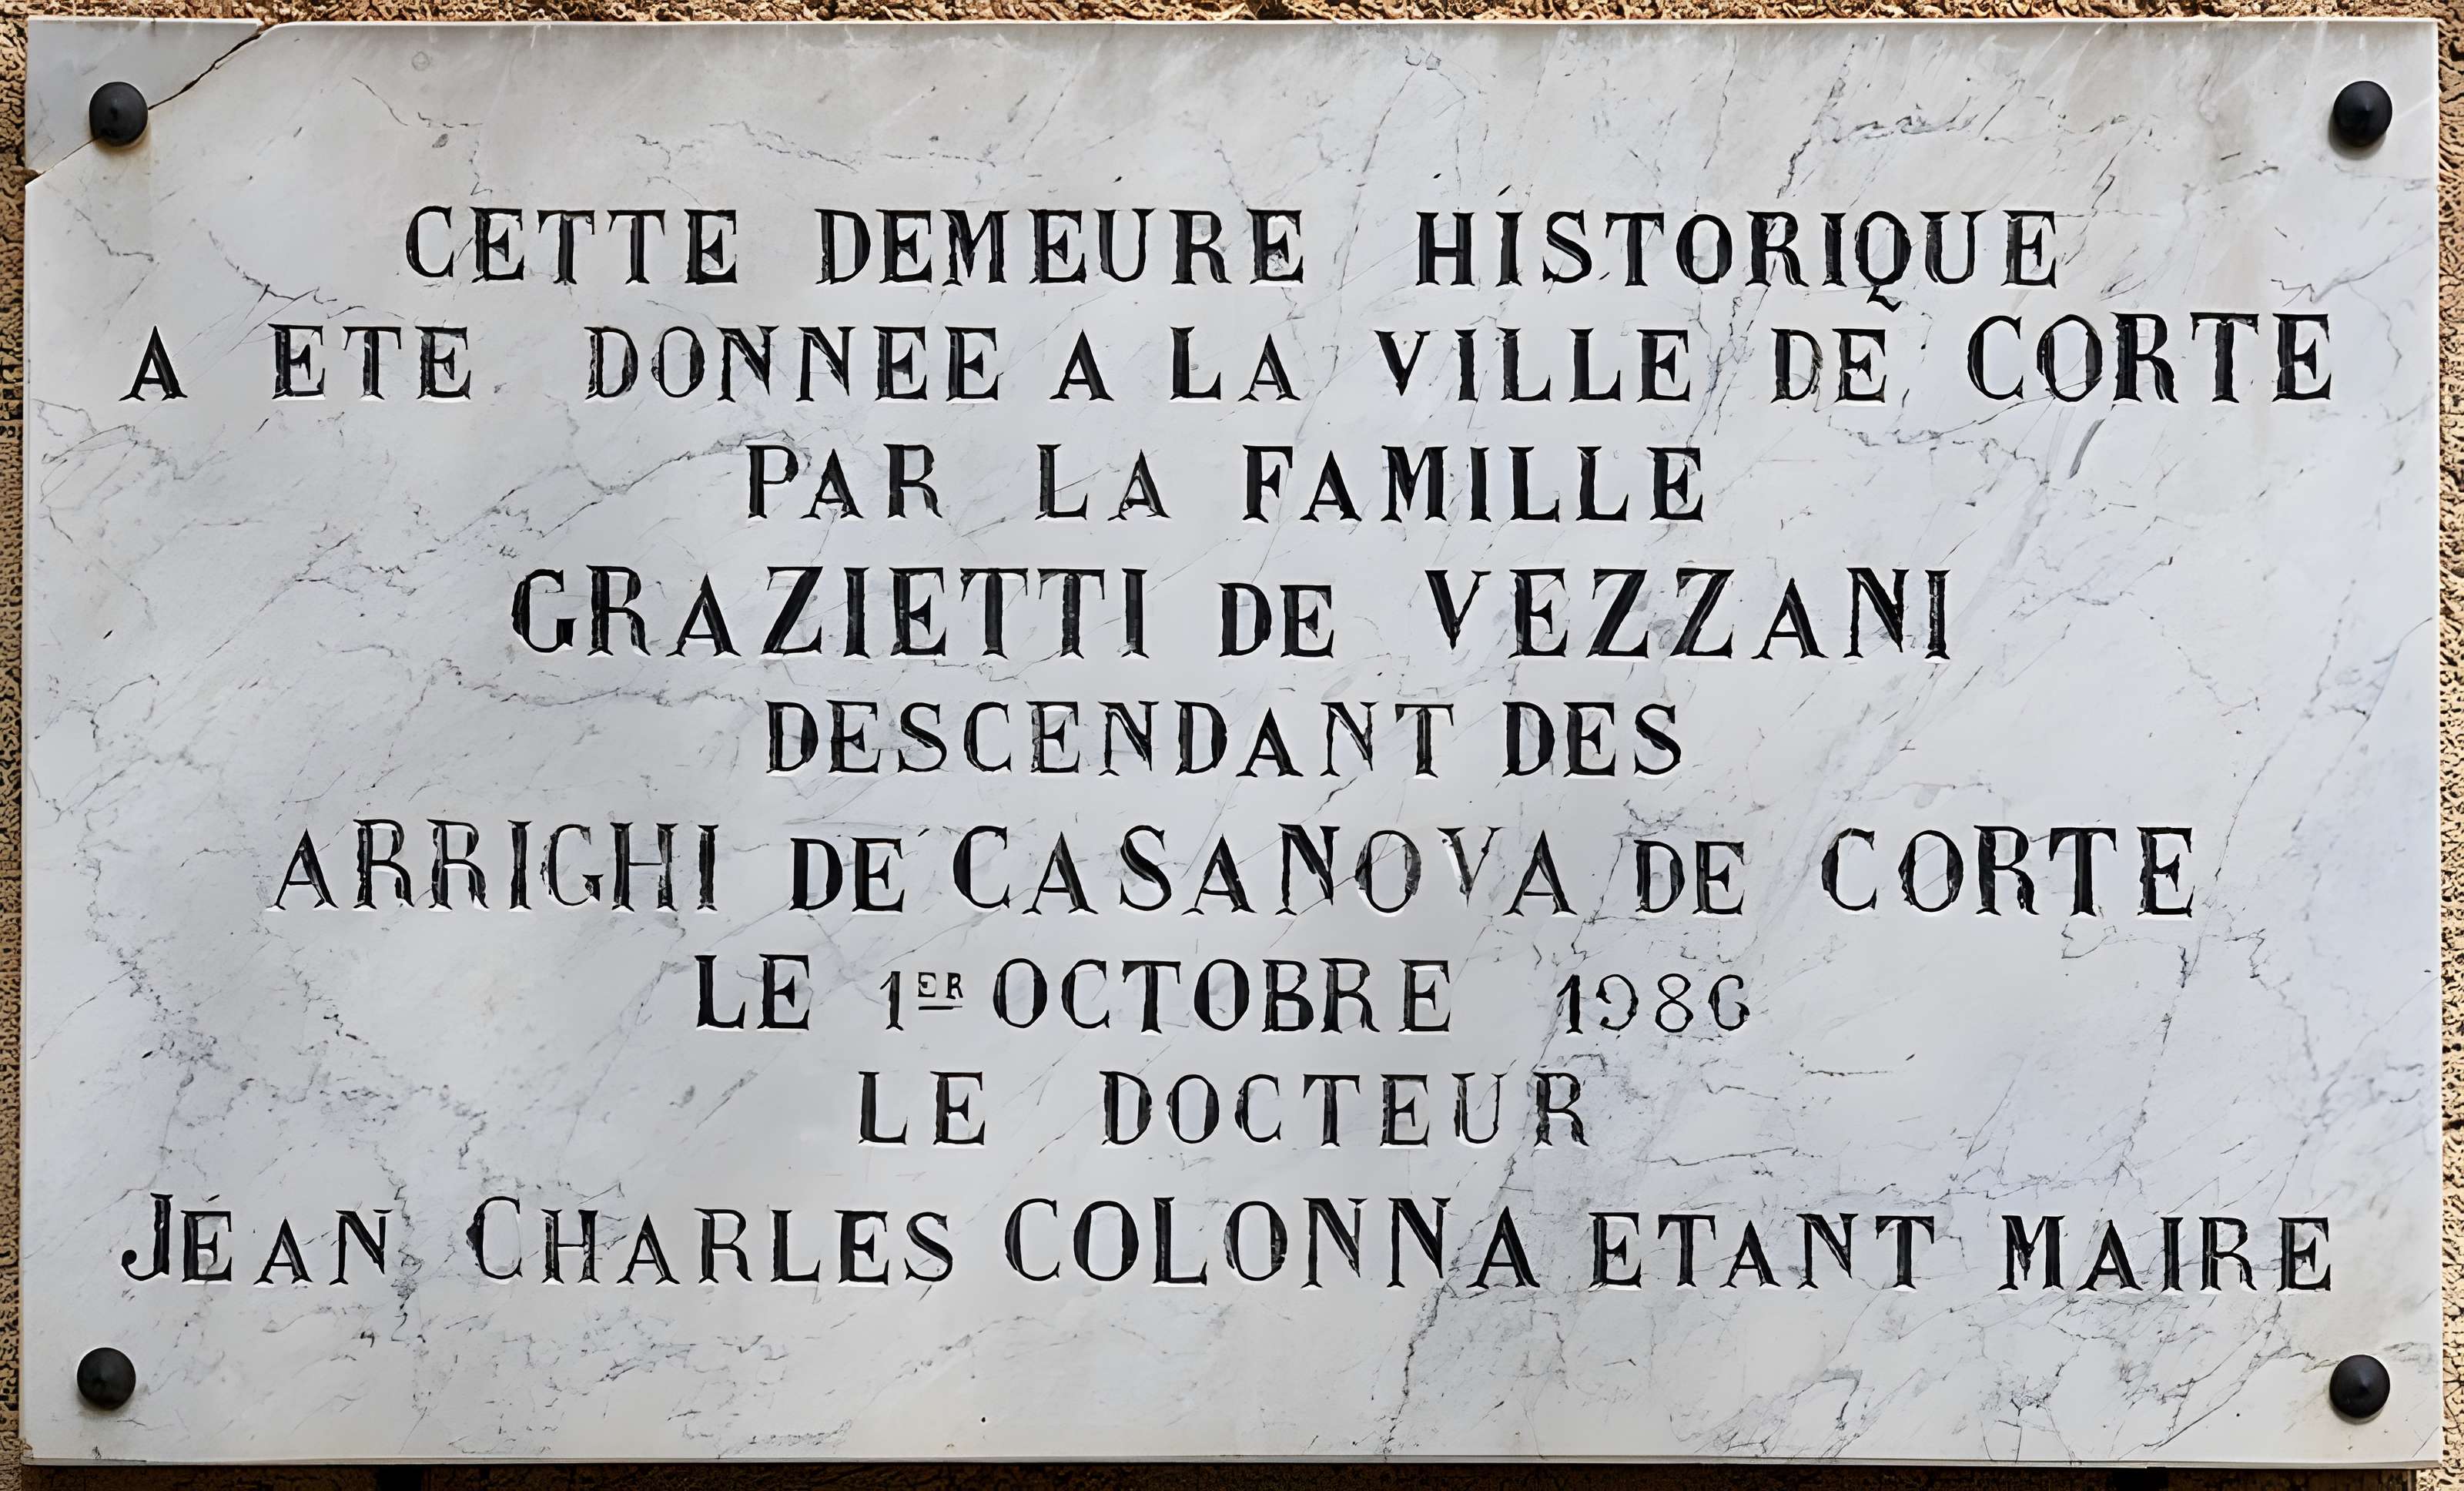 CETTE DEMEURE HISTORIQUE
A ETE DONNEE A LA VILLE DE CORTE
PAR LA FAMILLE
GRAZIETTI DE VEZZANI
DESCENDANT DES
ARRIGHI DE CASANOVA DE CORTE
LE 1ER OCTOBRE 1986
LE DOCTEUR
JEAN CHARLES COLONNA ETANT MAIRE